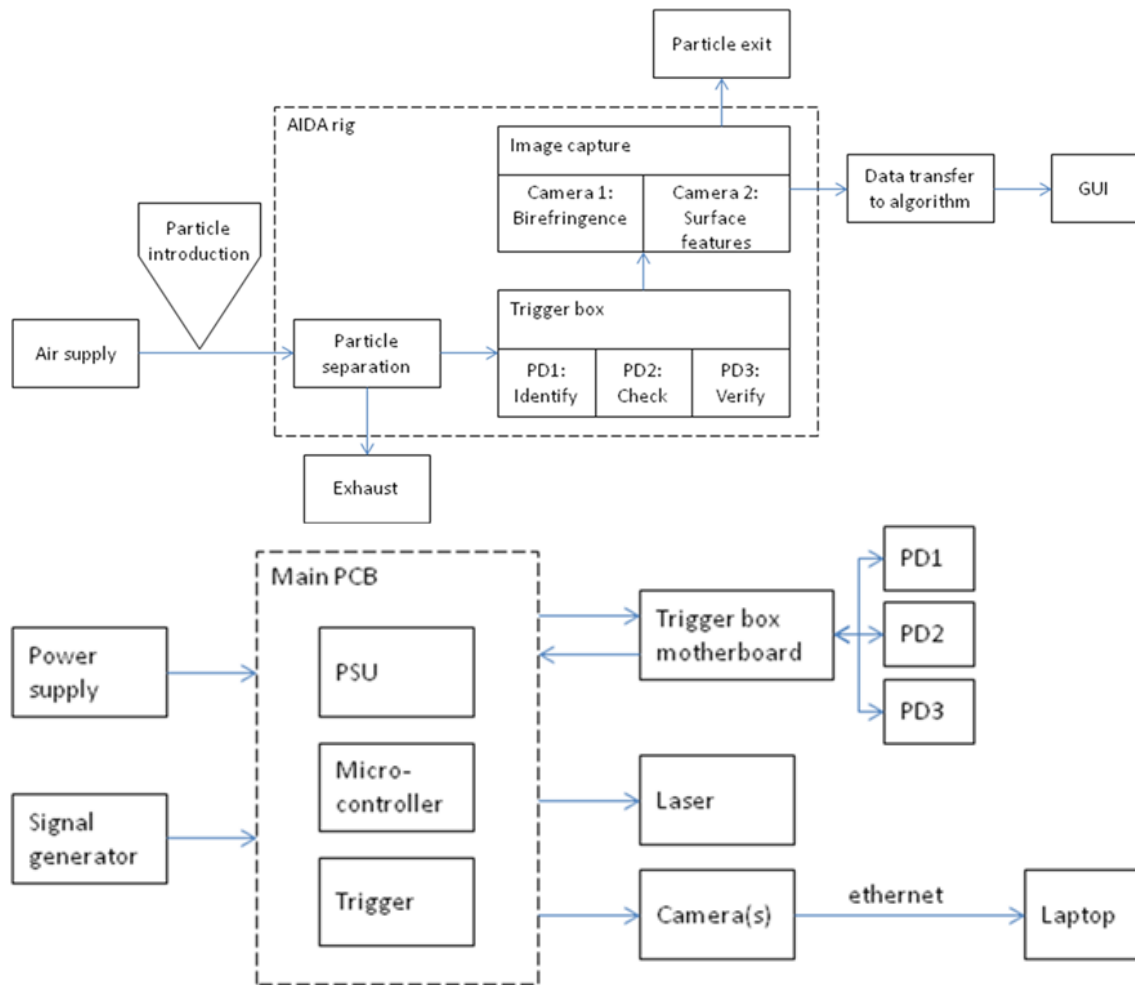 Particle exit
AIDA rig
Image capture
Camera 1:
Birefringence
Camera 2:
Surface
features
Data transfer
to algorithm
GUI
Particle
introduction
Air supply
Particle
separation
Trigger box
PD1:
Identify
PD2:
Check
PD3:
Verify
Exhaust
Main PCB
Power
supply
Signal
generator
PSU
Micro-
controller
Trigger
Trigger box
motherboard
PD1
PD2
PD3
Laser
Camera(s)
ethernet
Laptop